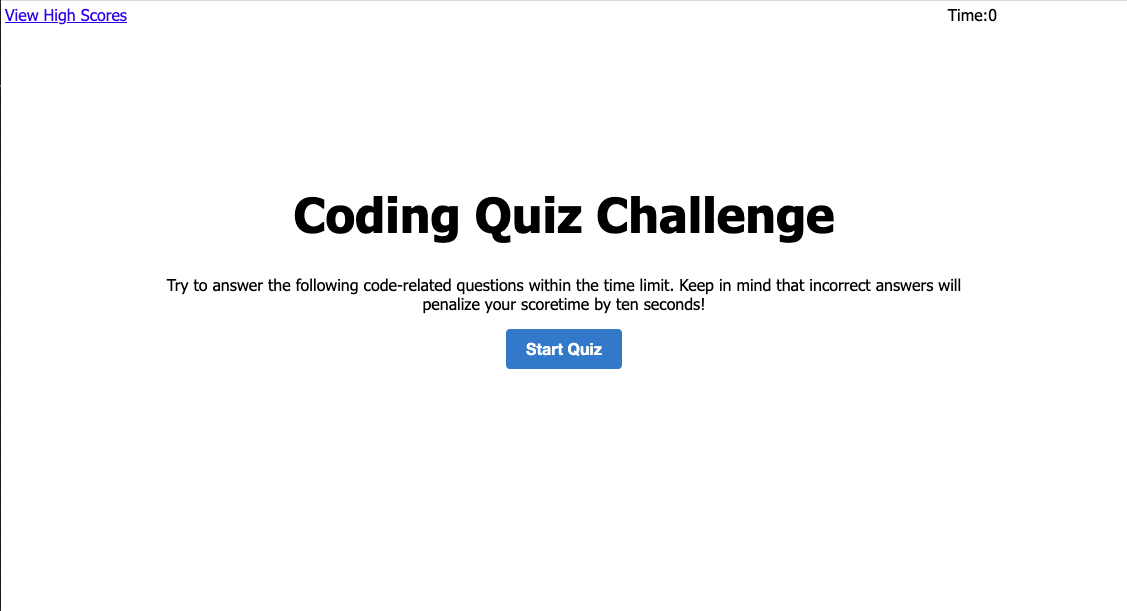 View High Scores
Time:0
Coding Quiz Challenge
Try to answer the following code-related questions within the time limit. Keep in mind that incorrect answers will
penalize your scoretime by ten seconds!
Start Quiz